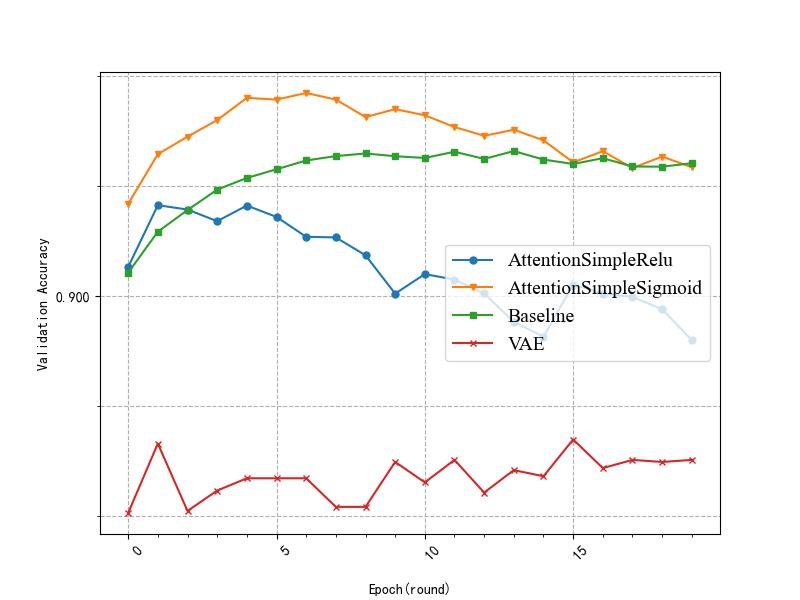 Validation Accuracy
0.900
AttentionSimpleRelu
AttentionSimpleSigmoid
Baseline
VAE
0
5
10
15
Epoch(round)